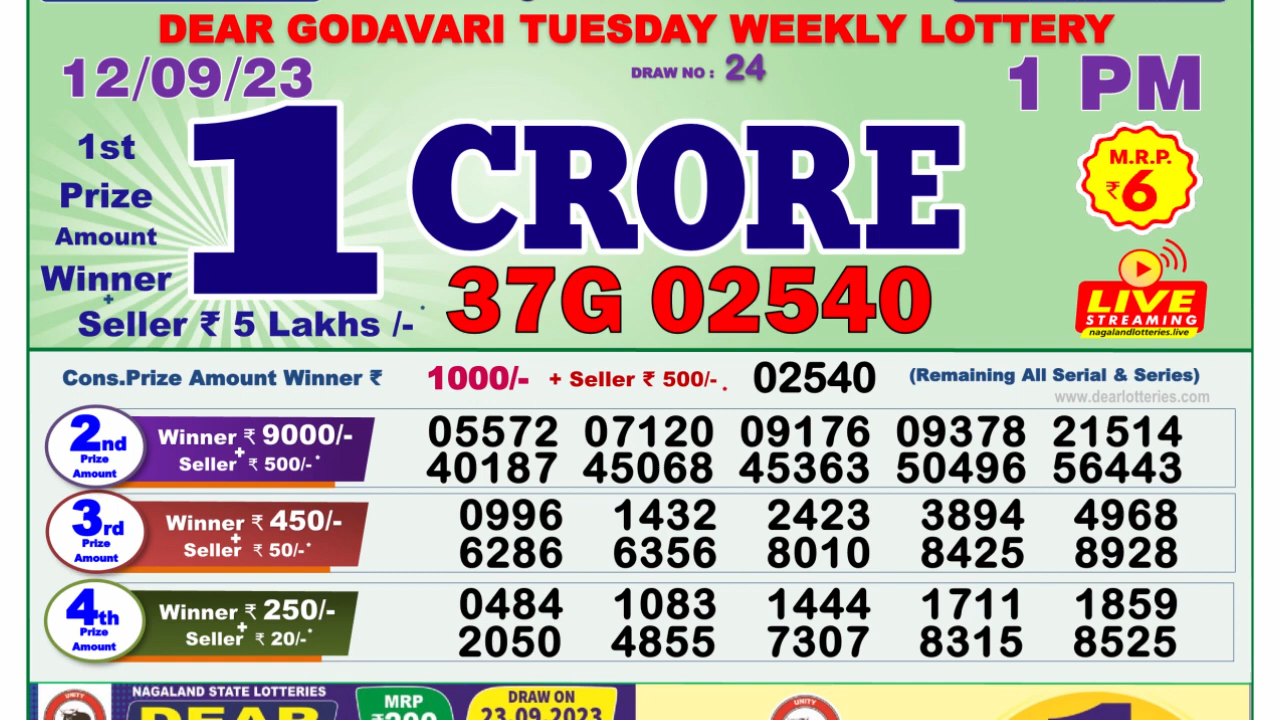 DEAR GODAVARI TUESDAY WEEKLY LOTTERY
12/09/23
DRAW NO : 24
1 PM
1st
Prize
Amount
Winner
+
Seller ₹ 5 Lakhs /- *
1 CRORE
37G 02540
M.R.P.
₹6
LIVE
STREAMING
nagalandlotteries.live
Cons.Prize Amount Winner ₹ 1000/- + Seller ₹ 500/- . 02540 (Remaining All Serial & Series)
www.dearlotteries.com
2nd
Prize
Amount
Winner ₹ 9000/-
+
Seller ₹ 500/- *
05572 07120 09176 09378 21514
40187 45068 45363 50496 56443
3rd
Prize
Amount
Winner ₹ 450/-
+
Seller ₹ 50/- *
0996 1432 2423 3894 4968
6286 6356 8010 8425 8928
4th
Prize
Amount
Winner ₹ 250/-
+
Seller ₹ 20/- *
0484 1083 1444 1711 1859
2050 4855 7307 8315 8525
UNITY
NAGALAND STATE LOTTERIES
DEAR
MRP
DRAW ON
23.09.2023
UNITY
1